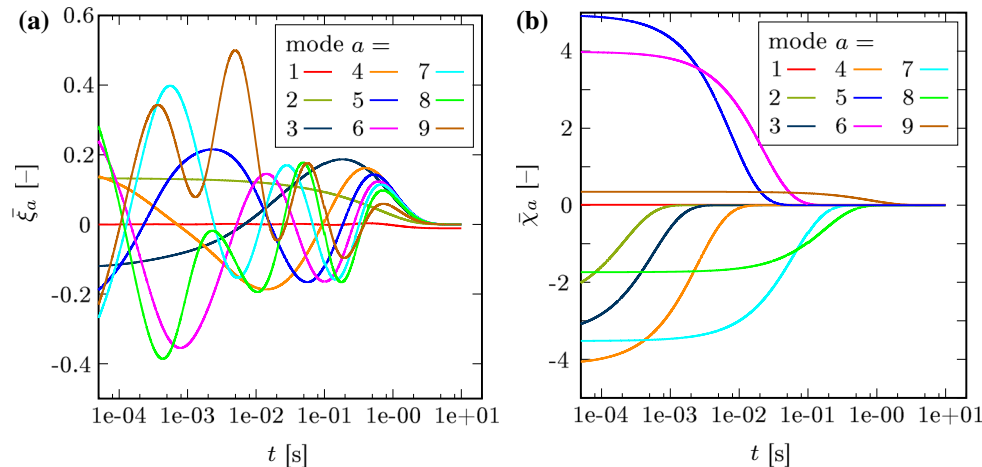 (a)
0.6
0.4
0.2
0
-0.2
-0.4
ξ̄a [−]
mode a =
1 4 7
2 5 8
3 6 9
1e-04 1e-03 1e-02 1e-01 1e-00 1e+01
t [s]
(b)
4
2
0
-2
-4
χ̄a [−]
mode a =
1 4 7
2 5 8
3 6 9
1e-04 1e-03 1e-02 1e-01 1e-00 1e+01
t [s]